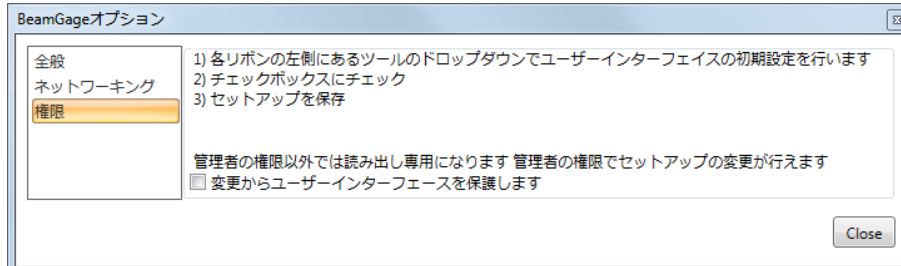 BeamGageオプション
全般
ネットワーキング
権限
1) 各リボンの左側にあるツールのドロップダウンでユーザーインターフェイスの初期設定を行います
2) チェックボックスにチェック
3) セットアップを保存
管理者の権限以外では読み出し専用になります 管理者の権限でセットアップの変更が行えます
変更からユーザーインターフェースを保護します
Close